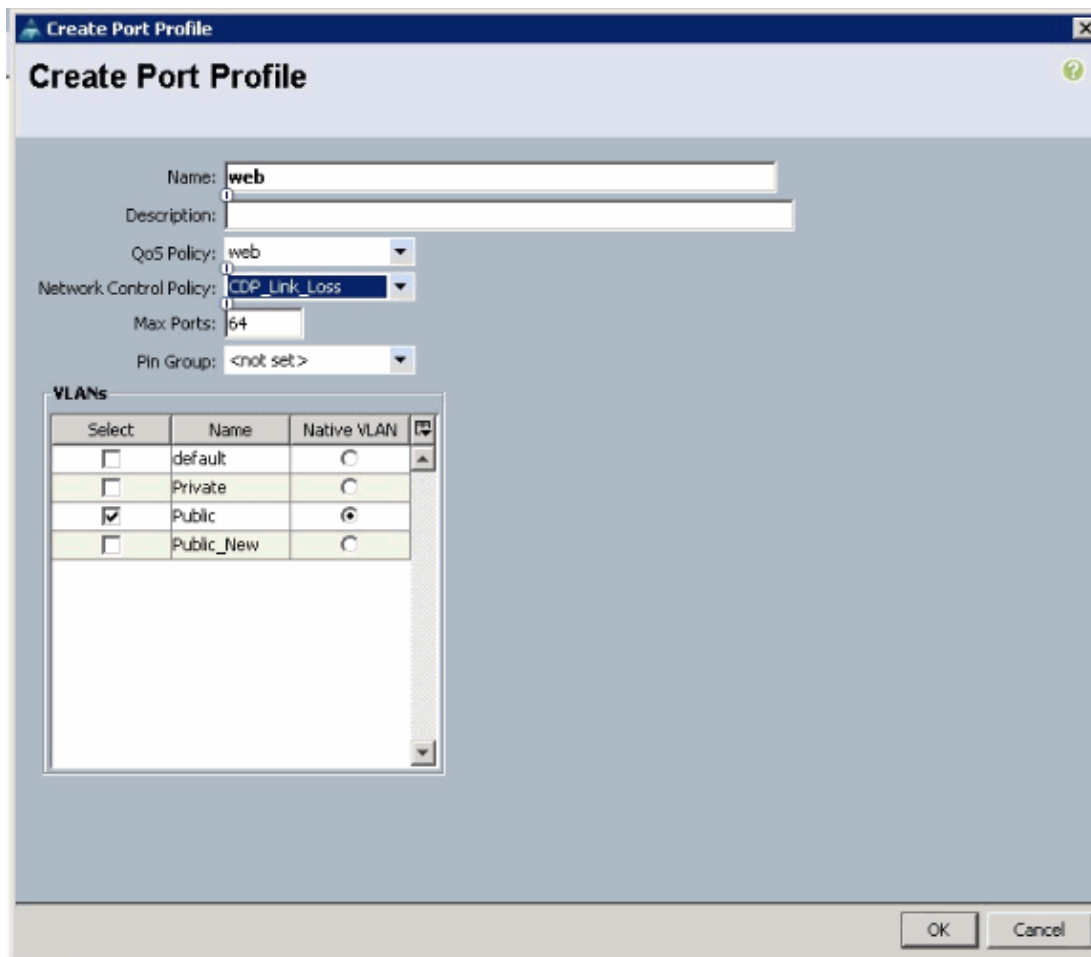 Create Port Profile
Create Port Profile
Name: web
Description:
QoS Policy: web
Network Control Policy: CDP_Link_Loss
Max Ports: 64
Pin Group: <not set>
VLANs
Select Name Native VLAN
default
Private
Public
Public_New
OK Cancel